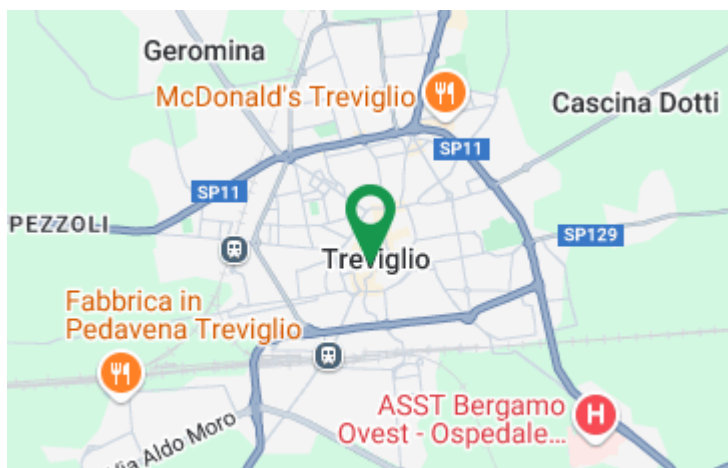 Geromina
McDonald's Treviglio
Cascina Dotti
SP11
SP11
PEZZOLI
SP129
Treviglio
Fabbrica in
Pedavena Treviglio
ASST Bergamo
Ovest - Ospedale...
H
Via Aldo Moro